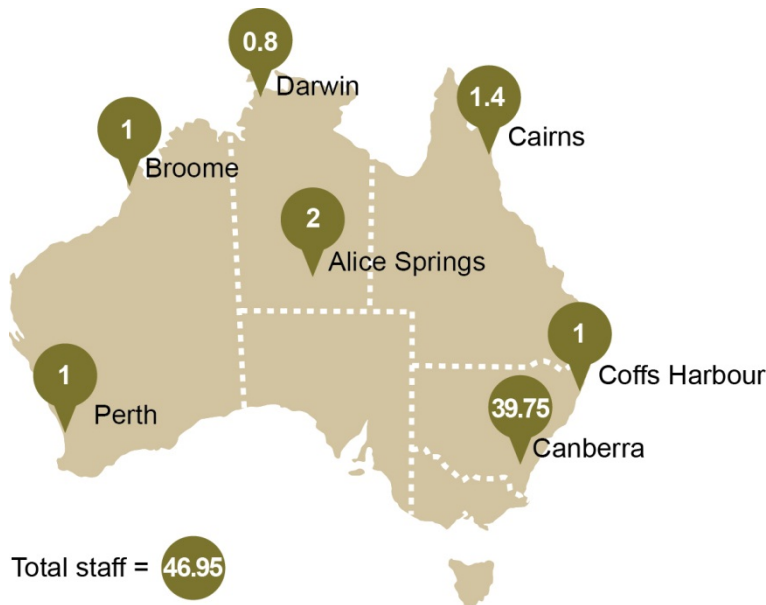 0.8
Darwin
1.4
Cairns
1
Broome
2
Alice Springs
1
Coffs Harbour
1
Perth
39.75
Canberra
Total staff = 46.95